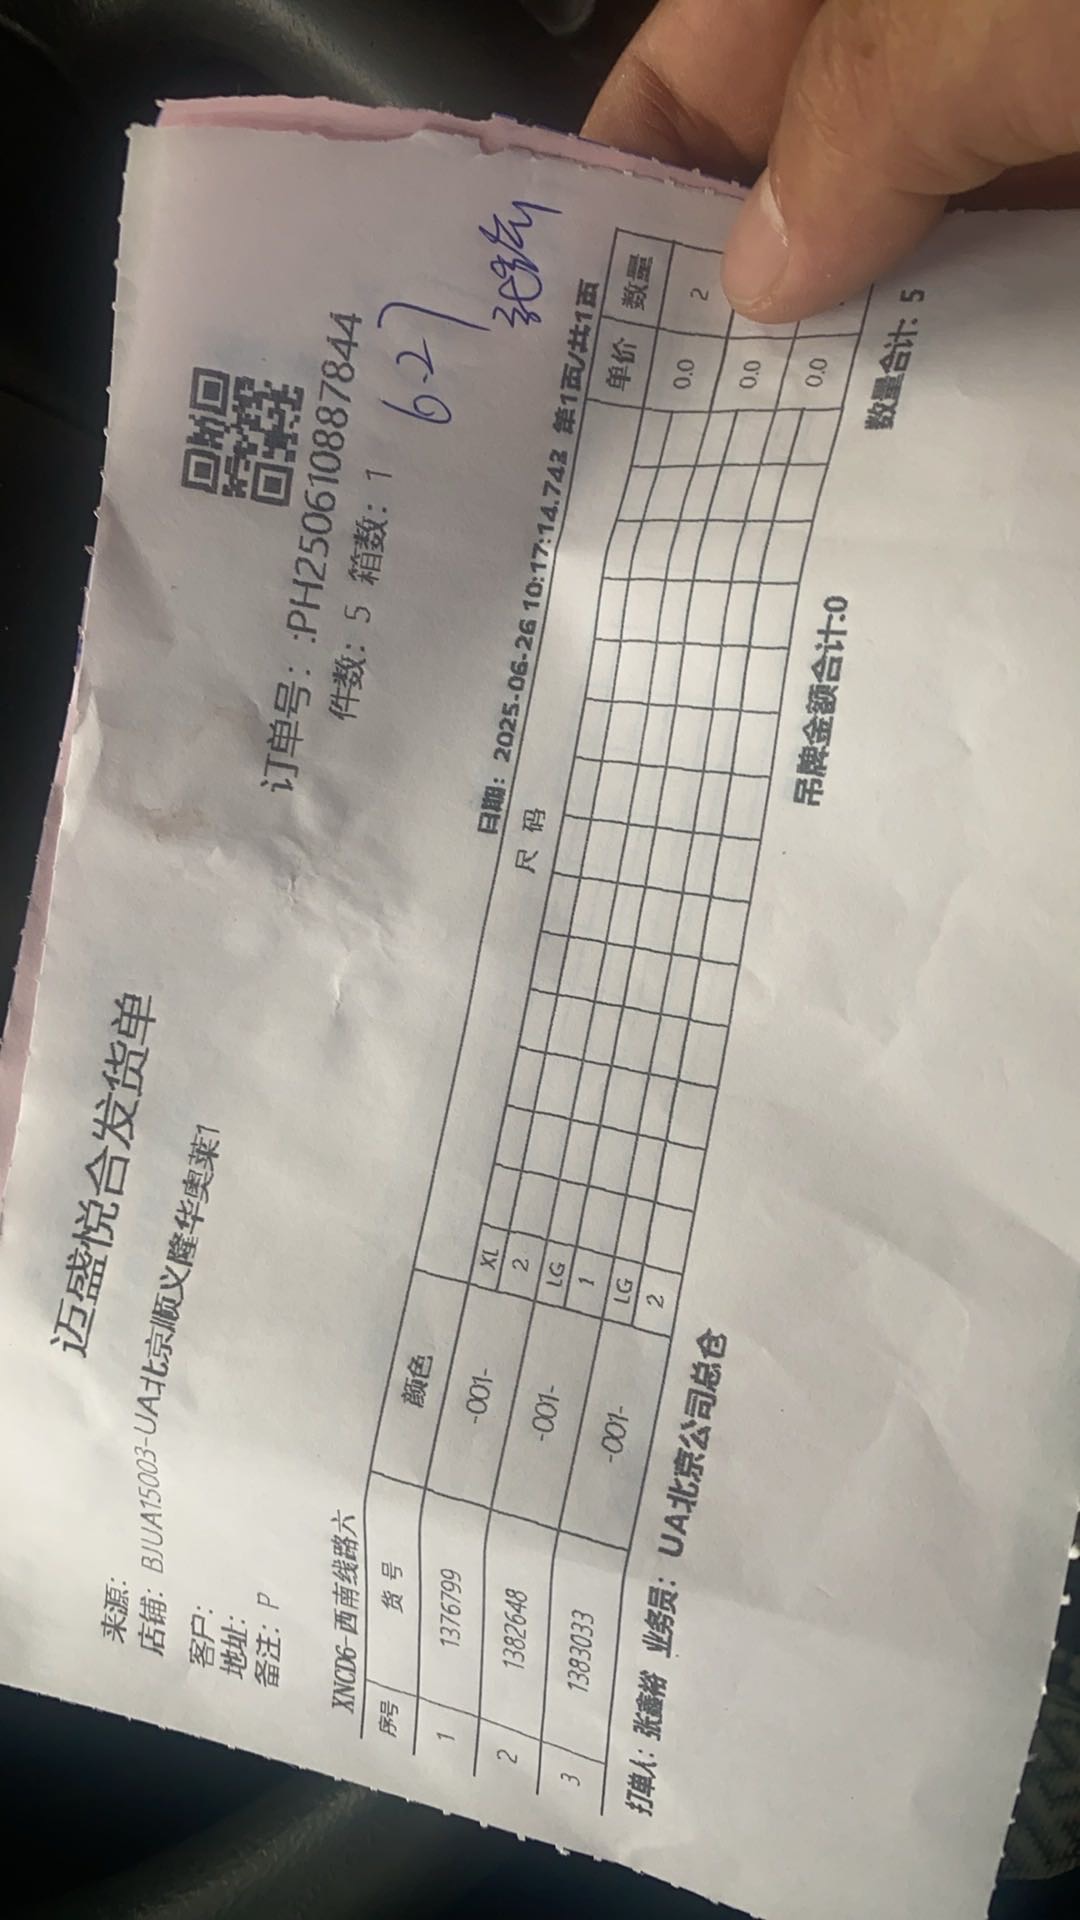 迈盛悦合发货单
来源:
店铺: BJUA15003-UA北京顺义隆华奥莱1
客户:
地址:
备注: P
订单号: :PH250610887844
件数: 5 箱数: 1
6-27
XNCD6-西南线路六
日期: 2025-06-26 10:17:14.742 第1页/共1页
序号 货号 颜色 尺码 单价 数量
XL
1 1376799 -001- 2 0.0 2
LG
2 1382648 -001- 1 0.0
LG
3 1383033 -001- 2 0.0
打单人: 张鑫裕 业务员: UA北京公司总仓 吊牌金额合计:0 数量合计: 5